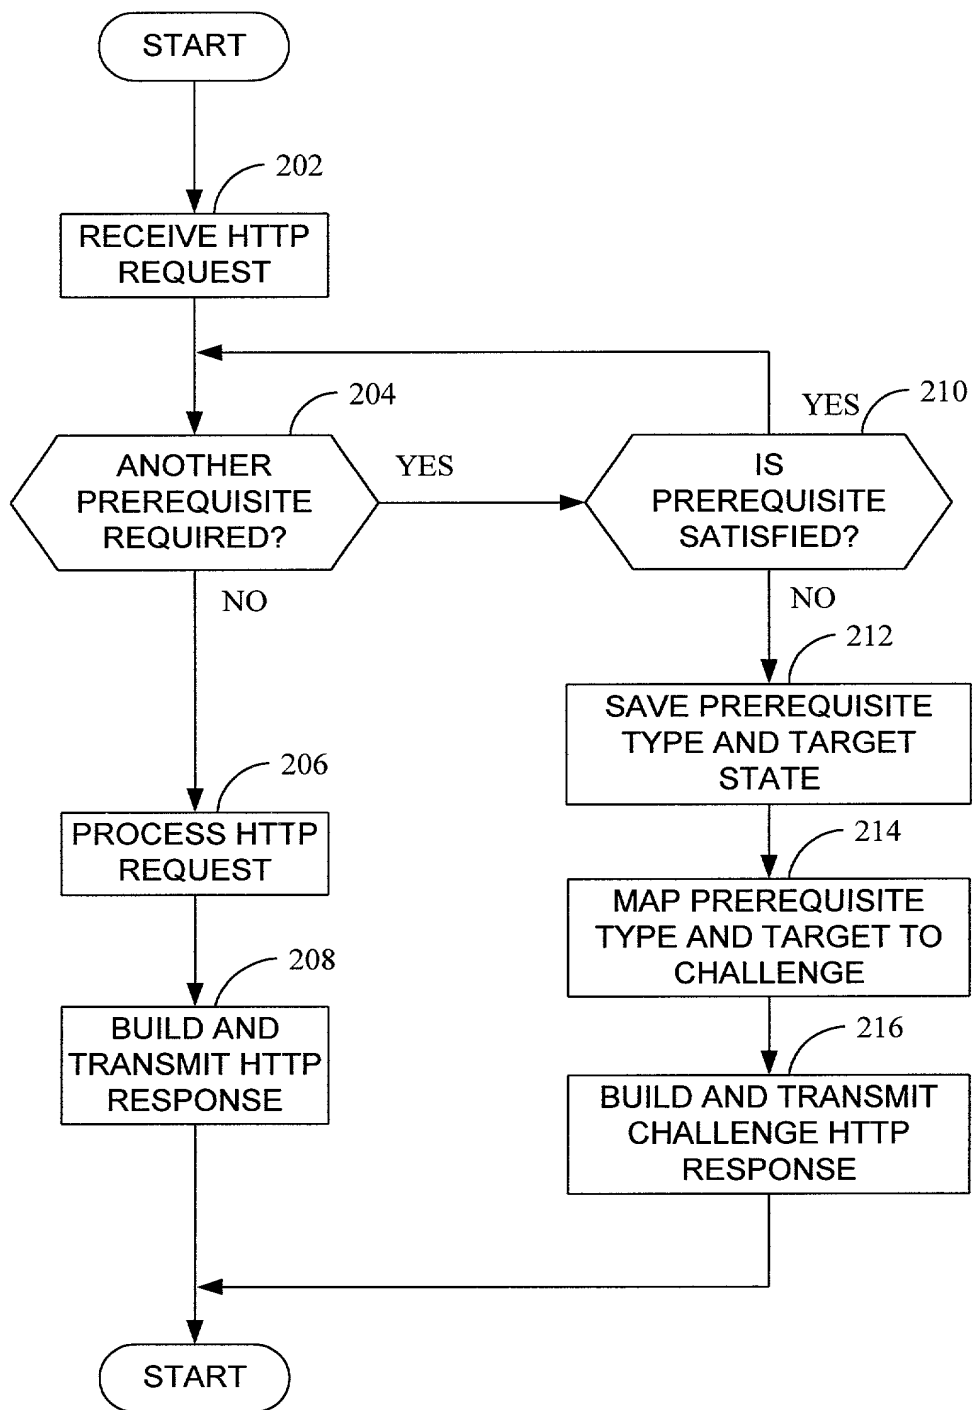 START
202
RECEIVE HTTP
REQUEST
204
210
YES
ANOTHER
PREREQUISITE
REQUIRED?
YES
IS
PREREQUISITE
SATISFIED?
NO
NO
212
SAVE PREREQUISITE
TYPE AND TARGET
STATE
206
PROCESS HTTP
REQUEST
214
MAP PREREQUISITE
TYPE AND TARGET TO
CHALLENGE
208
BUILD AND
TRANSMIT HTTP
RESPONSE
216
BUILD AND TRANSMIT
CHALLENGE HTTP
RESPONSE
START